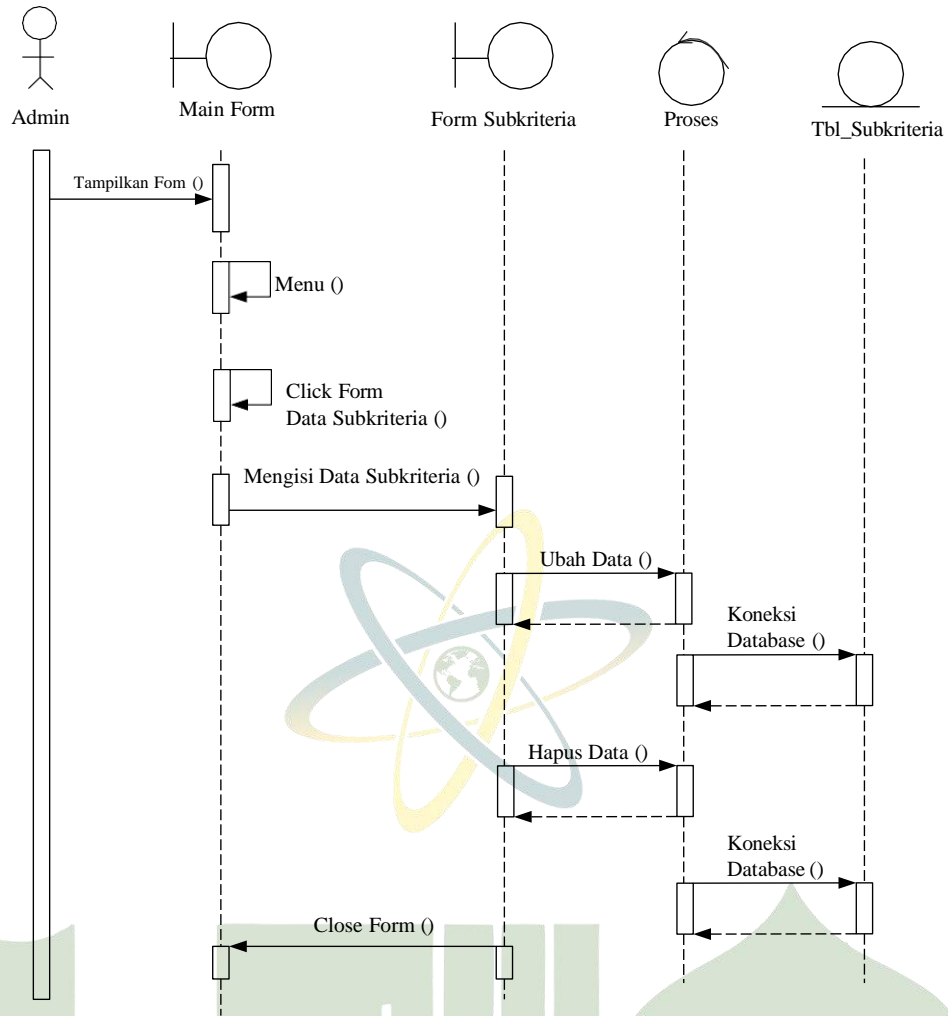 Admin
Main Form
Form Subkriteria
Proses
Tbl_Subkriteria
Tampilkan Fom ()
Menu ()
Click Form
Data Subkriteria ()
Mengisi Data Subkriteria ()
Ubah Data ()
Koneksi
Database ()
Hapus Data ()
Koneksi
Database ()
Close Form ()